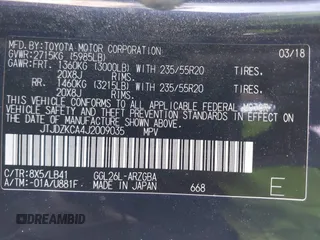 MFD.BY:TOYOTA MOTOR CORPORATION 03/18
GVWR:2715KG (5985LB)
GAWR:FRT. 1360KG (3000LB) WITH 235/55R20 TIRES.
20X8J RIMS.
RR. 1460KG (3215LB) WITH 235/55R20 TIRES.
20X8J RIMS.
THIS VEHICLE CONFORMS TO ALL APPLICABLE FEDERAL MOTOR
VEHICLE SAFETY AND THEFT PREVENTION STANDARDS IN EFFECT ON
THE DATE OF MANUFACTURE SHOWN ABOVE.
JTJDZKCA4J2009035 MPV
C/TR:8X5/LB41 GGL26L-ARZGBA
A/TM:-01A/U881F 668 E
DREAMBID